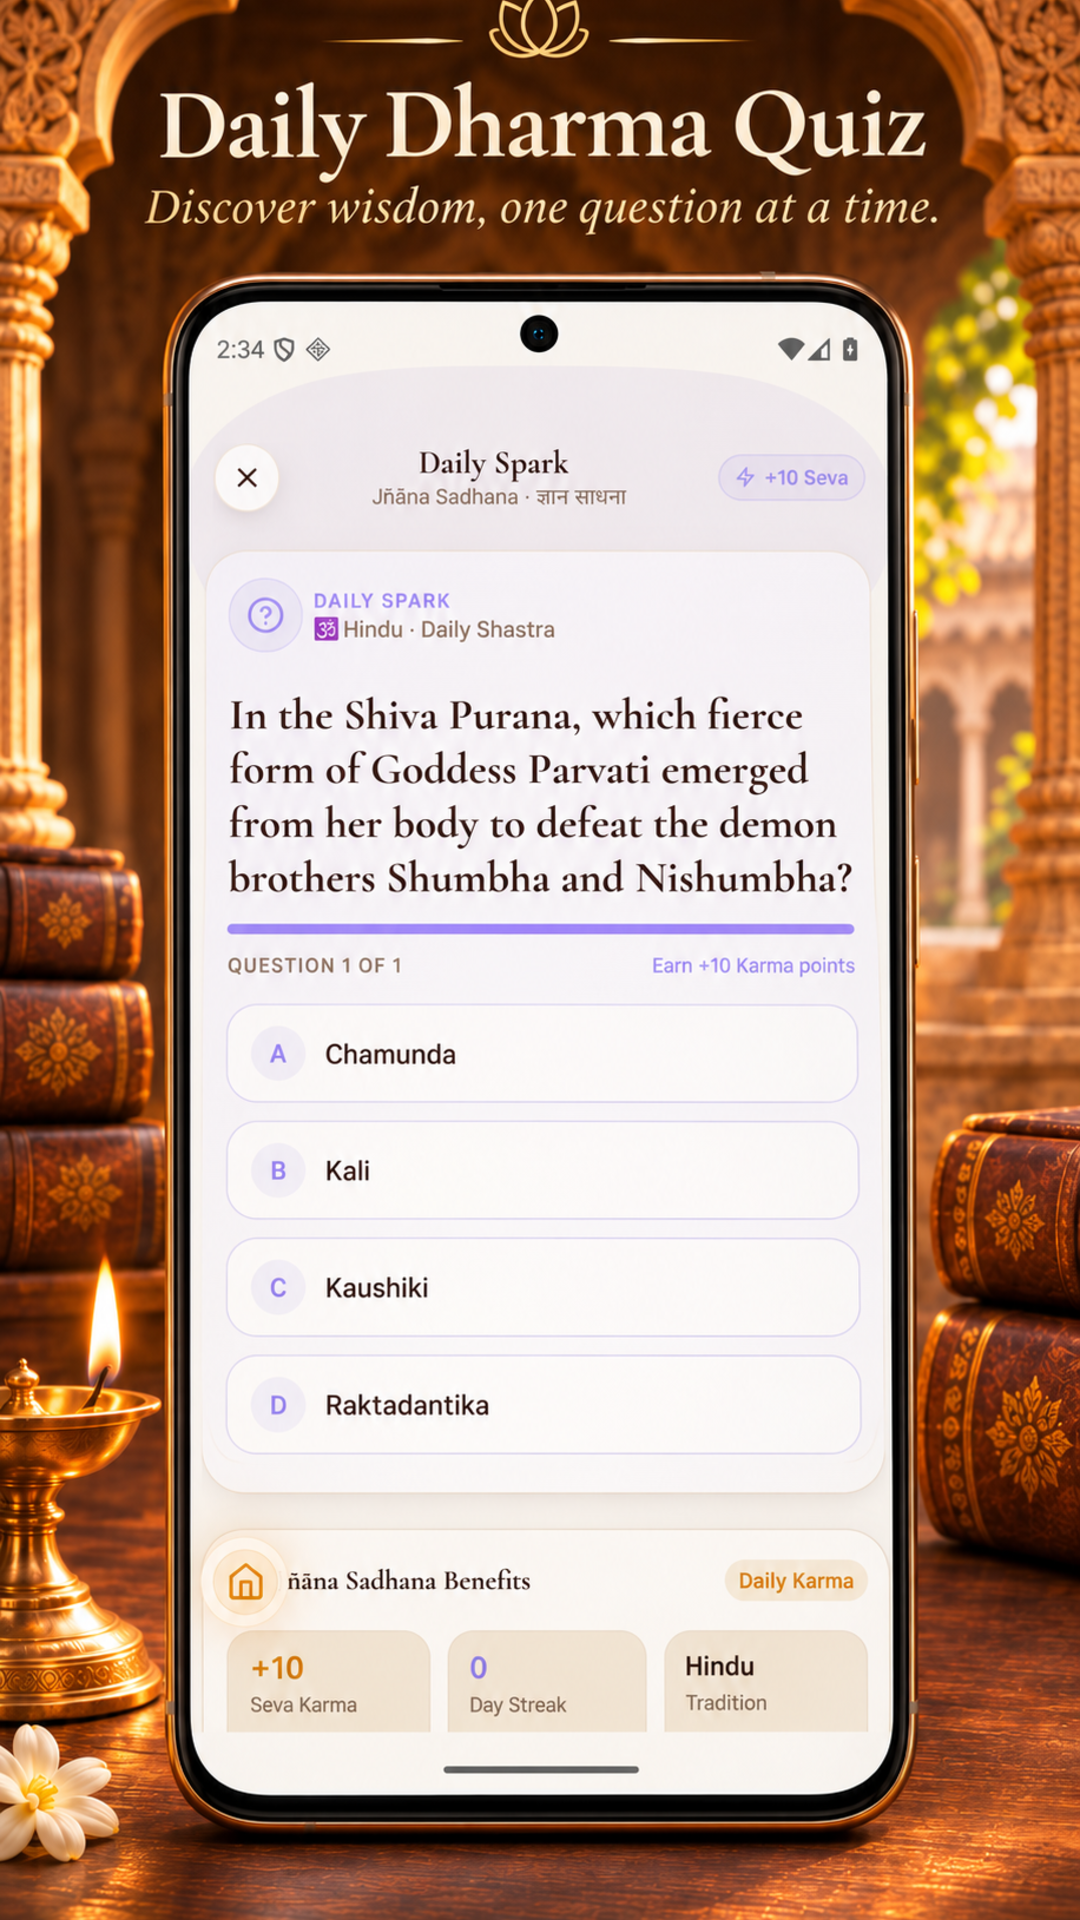 Daily Dharma Quiz
Discover wisdom, one question at a time.
2:34
Daily Spark
Jñāna Sadhana · ज्ञान साधना
+10 Seva
DAILY SPARK
🕉 Hindu · Daily Shastra
In the Shiva Purana, which fierce
form of Goddess Parvati emerged
from her body to defeat the demon
brothers Shumbha and Nishumbha?
QUESTION 1 OF 1
Earn +10 Karma points
A Chamunda
B Kali
C Kaushiki
D Raktadantika
ñāna Sadhana Benefits
Daily Karma
+10
Seva Karma
0
Day Streak
Hindu
Tradition